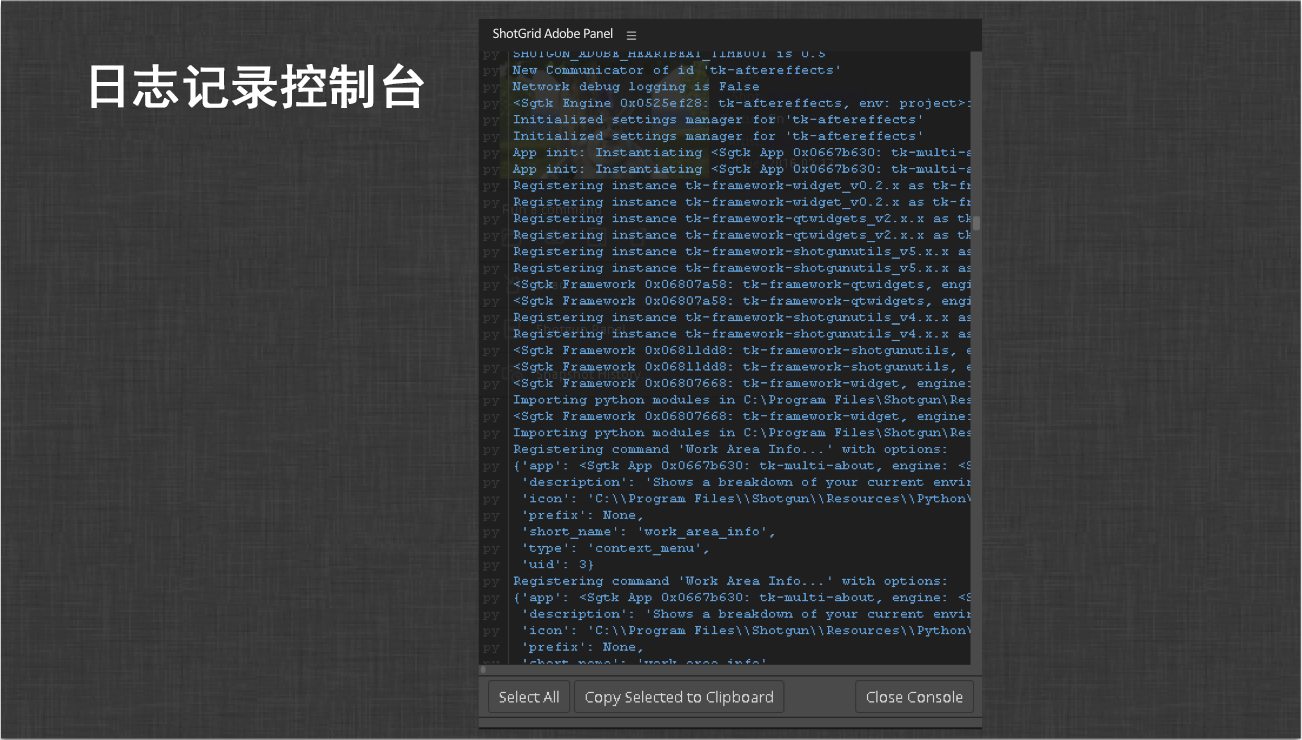 日志记录控制台
ShotGrid Adobe Panel
py SHOTGUN_ADOBE_HEARTBEAT_TIMEOUT is 0.5
py New Communicator of id 'tk-aftereffects'
py Network debug logging is False
py <Sgtk Engine 0x0525ef28: tk-aftereffects, env: project>:
py Initialized settings manager for 'tk-aftereffects'
py Initialized settings manager for 'tk-aftereffects'
py App init: Instantiating <Sgtk App 0x0667b630: tk-multi-a
py App init: Instantiating <Sgtk App 0x0667b630: tk-multi-a
py Registering instance tk-framework-widget_v0.2.x as tk-fr
py Registering instance tk-framework-widget_v0.2.x as tk-fr
py Registering instance tk-framework-qtwidgets_v2.x.x as tk
py Registering instance tk-framework-qtwidgets_v2.x.x as tk
py Registering instance tk-framework-shotgunutils_v5.x.x as
py Registering instance tk-framework-shotgunutils_v5.x.x as
py <Sgtk Framework 0x06807a58: tk-framework-qtwidgets, engi
py <Sgtk Framework 0x06807a58: tk-framework-qtwidgets, engi
py Registering instance tk-framework-shotgunutils_v4.x.x as
py Registering instance tk-framework-shotgunutils_v4.x.x as
py <Sgtk Framework 0x06811dd8: tk-framework-shotgunutils, e
py <Sgtk Framework 0x06811dd8: tk-framework-shotgunutils, e
py <Sgtk Framework 0x06807668: tk-framework-widget, engine:
py Importing python modules in C:\Program Files\Shotgun\Res
py <Sgtk Framework 0x06807668: tk-framework-widget, engine:
py Importing python modules in C:\Program Files\Shotgun\Res
py Registering command 'Work Area Info...' with options:
py {'app': <Sgtk App 0x0667b630: tk-multi-about, engine: <S
py 'description': 'Shows a breakdown of your current envir
py 'icon': 'C:\\Program Files\\Shotgun\\Resources\\Python\
py 'prefix': None,
py 'short_name': 'work_area_info',
py 'type': 'context_menu',
py 'uid': 3}
py Registering command 'Work Area Info...' with options:
py {'app': <Sgtk App 0x0667b630: tk-multi-about, engine: <S
py 'description': 'Shows a breakdown of your current envir
py 'icon': 'C:\\Program Files\\Shotgun\\Resources\\Python\
py 'prefix': None,
py 'short_name': 'work_area_info'
Select All
Copy Selected to Clipboard
Close Console